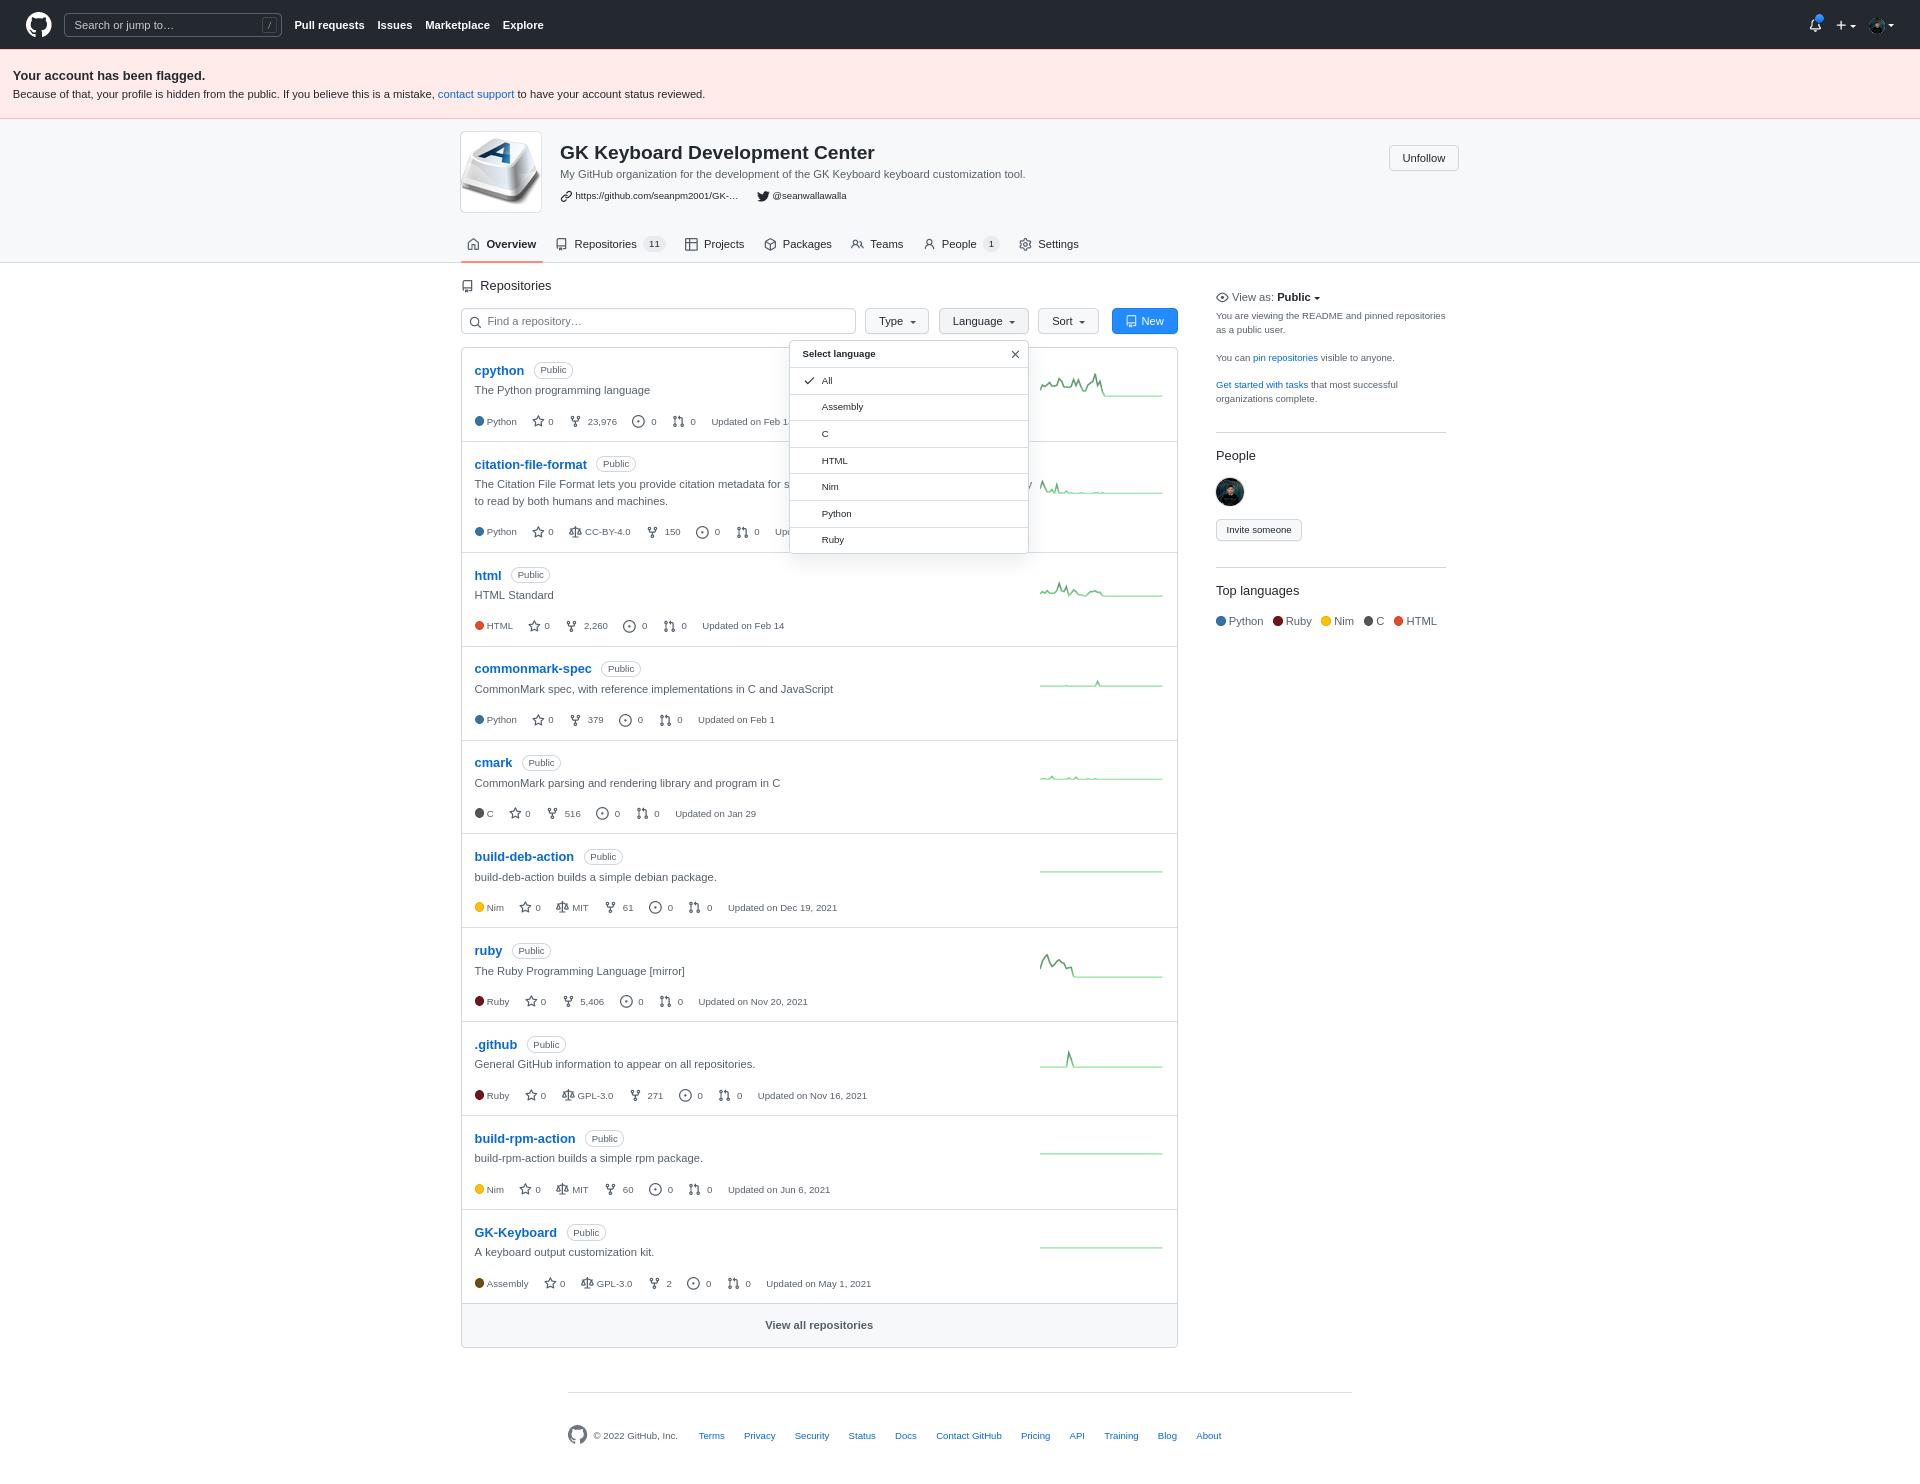 Search or jump to…
/
Pull requests Issues Marketplace Explore
Your account has been flagged.
Because of that, your profile is hidden from the public. If you believe this is a mistake, contact support to have your account status reviewed.
GK Keyboard Development Center
My GitHub organization for the development of the GK Keyboard keyboard customization tool.
https://github.com/seanpm2001/GK-… @seanwallawalla
Unfollow
Overview Repositories 11 Projects Packages Teams People 1 Settings
Repositories
Find a repository… Type Language Sort New
Select language
All
Assembly
C
HTML
Nim
Python
Ruby
cpython Public
The Python programming language
Python 0 23,976 0 0 Updated on Feb
citation-file-format Public
The Citation File Format lets you provide citation metadata for
to read by both humans and machines.
Python 0 CC-BY-4.0 150 0 0
html Public
HTML Standard
HTML 0 2,260 0 0 Updated on Feb 14
commonmark-spec Public
CommonMark spec, with reference implementations in C and JavaScript
Python 0 379 0 0 Updated on Feb 1
cmark Public
CommonMark parsing and rendering library and program in C
C 0 516 0 0 Updated on Jan 29
build-deb-action Public
build-deb-action builds a simple debian package.
Nim 0 MIT 61 0 0 Updated on Dec 19, 2021
ruby Public
The Ruby Programming Language [mirror]
Ruby 0 5,406 0 0 Updated on Nov 20, 2021
.github Public
General GitHub information to appear on all repositories.
Ruby 0 GPL-3.0 271 0 0 Updated on Nov 16, 2021
build-rpm-action Public
build-rpm-action builds a simple rpm package.
Nim 0 MIT 60 0 0 Updated on Jun 6, 2021
GK-Keyboard Public
A keyboard output customization kit.
Assembly 0 GPL-3.0 2 0 0 Updated on May 1, 2021
View all repositories
View as: Public
You are viewing the README and pinned repositories
as a public user.
You can pin repositories visible to anyone.
Get started with tasks that most successful
organizations complete.
People
Invite someone
Top languages
Python Ruby Nim C HTML
© 2022 GitHub, Inc. Terms Privacy Security Status Docs Contact GitHub Pricing API Training Blog About